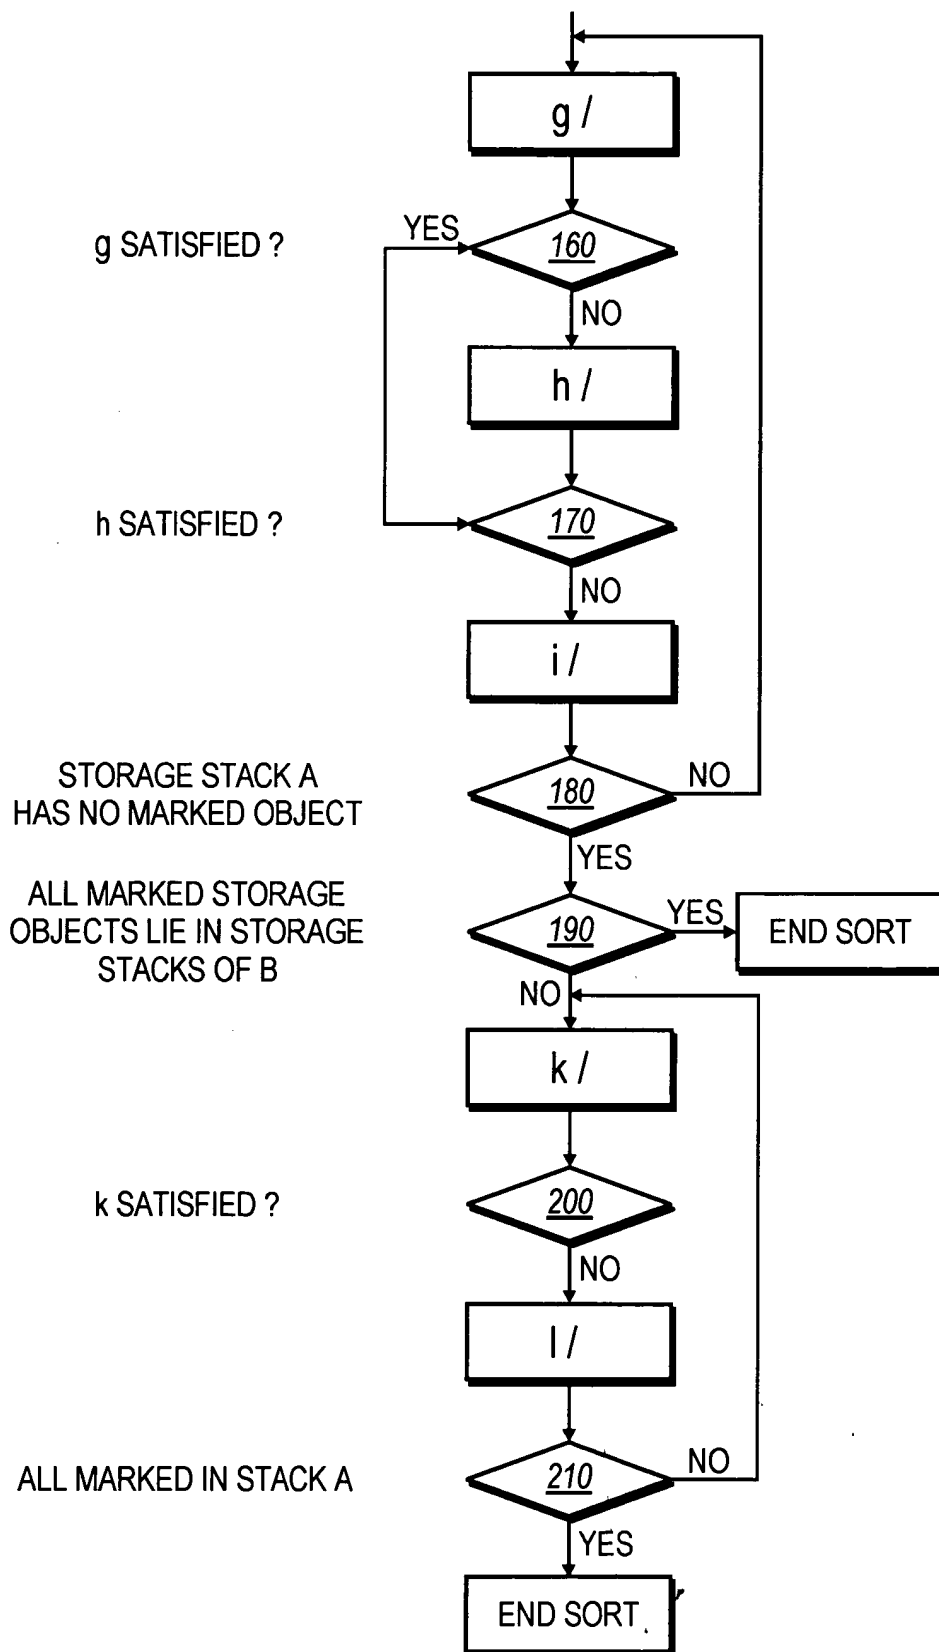 g /
g SATISFIED ?
YES
160
NO
h /
h SATISFIED ?
170
NO
i /
STORAGE STACK A
HAS NO MARKED OBJECT
180
NO
YES
ALL MARKED STORAGE
OBJECTS LIE IN STORAGE
STACKS OF B
190
YES
END SORT
NO
k /
k SATISFIED ?
200
NO
l /
ALL MARKED IN STACK A
210
NO
YES
END SORT